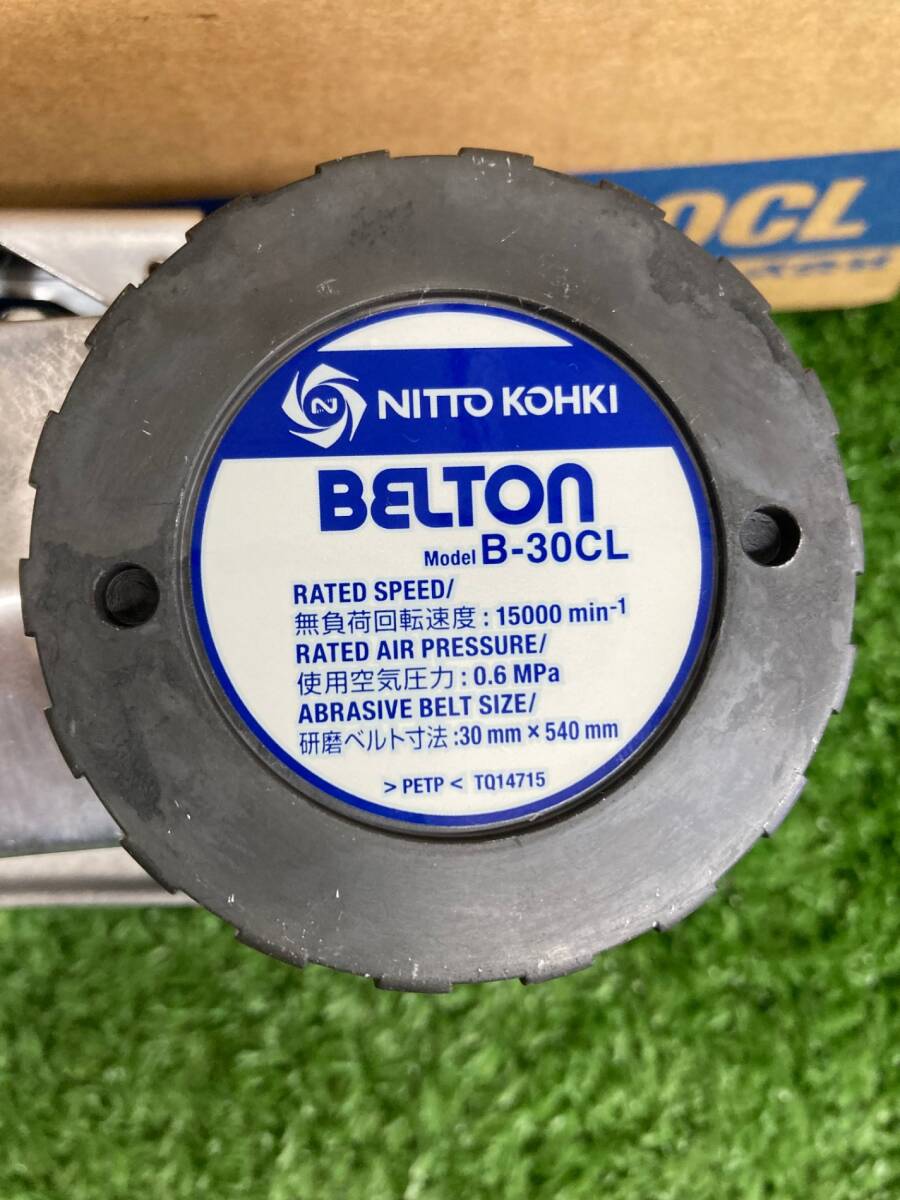 0CL
NITTO KOHKI
BELTON
Model B-30CL
RATED SPEED/
無負荷回転速度 : 15000 min-1
RATED AIR PRESSURE/
使用空気圧力 : 0.6 MPa
ABRASIVE BELT SIZE/
研磨ベルト寸法 :30 mm × 540 mm
> PETP < TQ14715